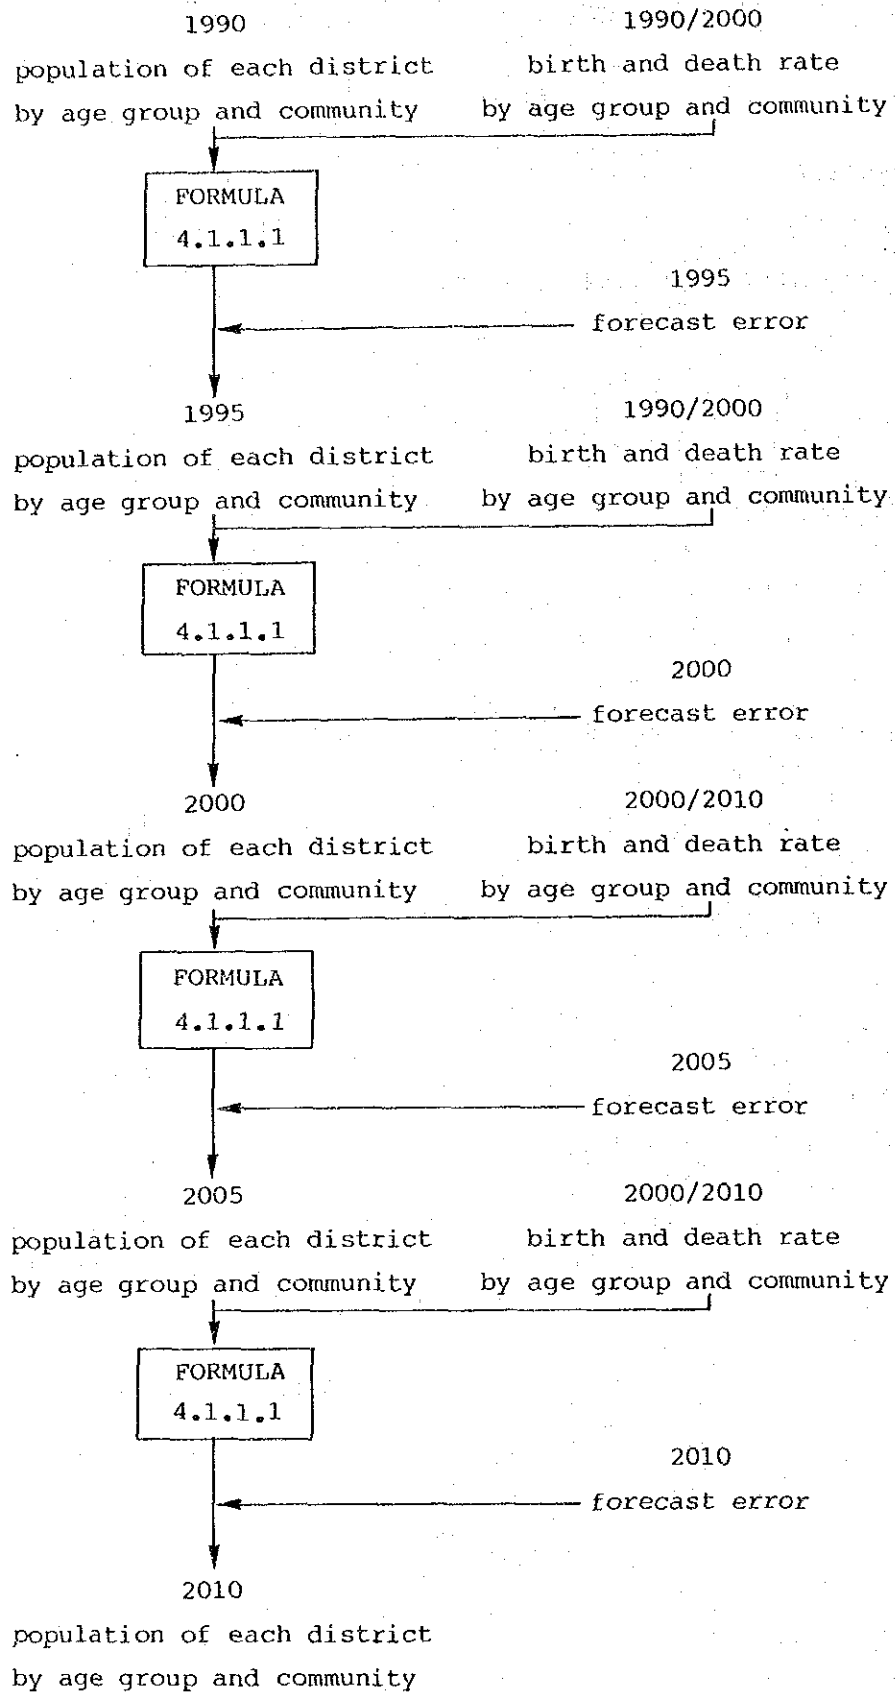 1990
population of each district
by age group and community
1990/2000
birth and death rate
by age group and community
FORMULA
4.1.1.1
1995
forecast error
1995
population of each district
by age group and community
1990/2000
birth and death rate
by age group and community
FORMULA
4.1.1.1
2000
forecast error
2000
population of each district
by age group and community
2000/2010
birth and death rate
by age group and community
FORMULA
4.1.1.1
2005
forecast error
2005
population of each district
by age group and community
2000/2010
birth and death rate
by age group and community
FORMULA
4.1.1.1
2010
forecast error
2010
population of each district
by age group and community